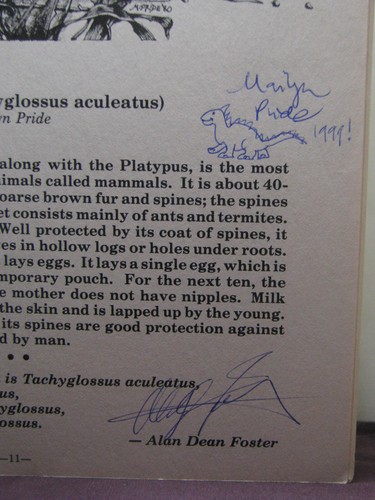 M PRIDE '80
yglossus aculeatus)
Marilyn
yn Pride
Pride
1999!
along with the Platypus, is the most
nimals called mammals. It is about 40-
oarse brown fur and spines; the spines
et consists mainly of ants and termites.
Well protected by its coat of spines, it
ves in hollow logs or holes under roots.
lays eggs. It lays a single egg, which is
mporary pouch. For the next ten, the
e mother does not have nipples. Milk
the skin and is lapped up by the young.
its spines are good protection against
d by man.
• •
is Tachyglossus aculeatus,
us,
yglossus,
ossus.
— Alan Dean Foster
—11—